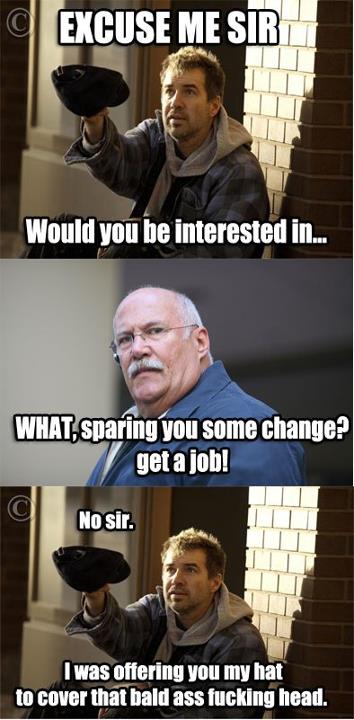 ©
EXCUSE ME SIR
Would you be interested in...
WHAT, sparing you some change?
get a job!
©
No sir.
I was offering you my hat
to cover that bald ass fucking head.